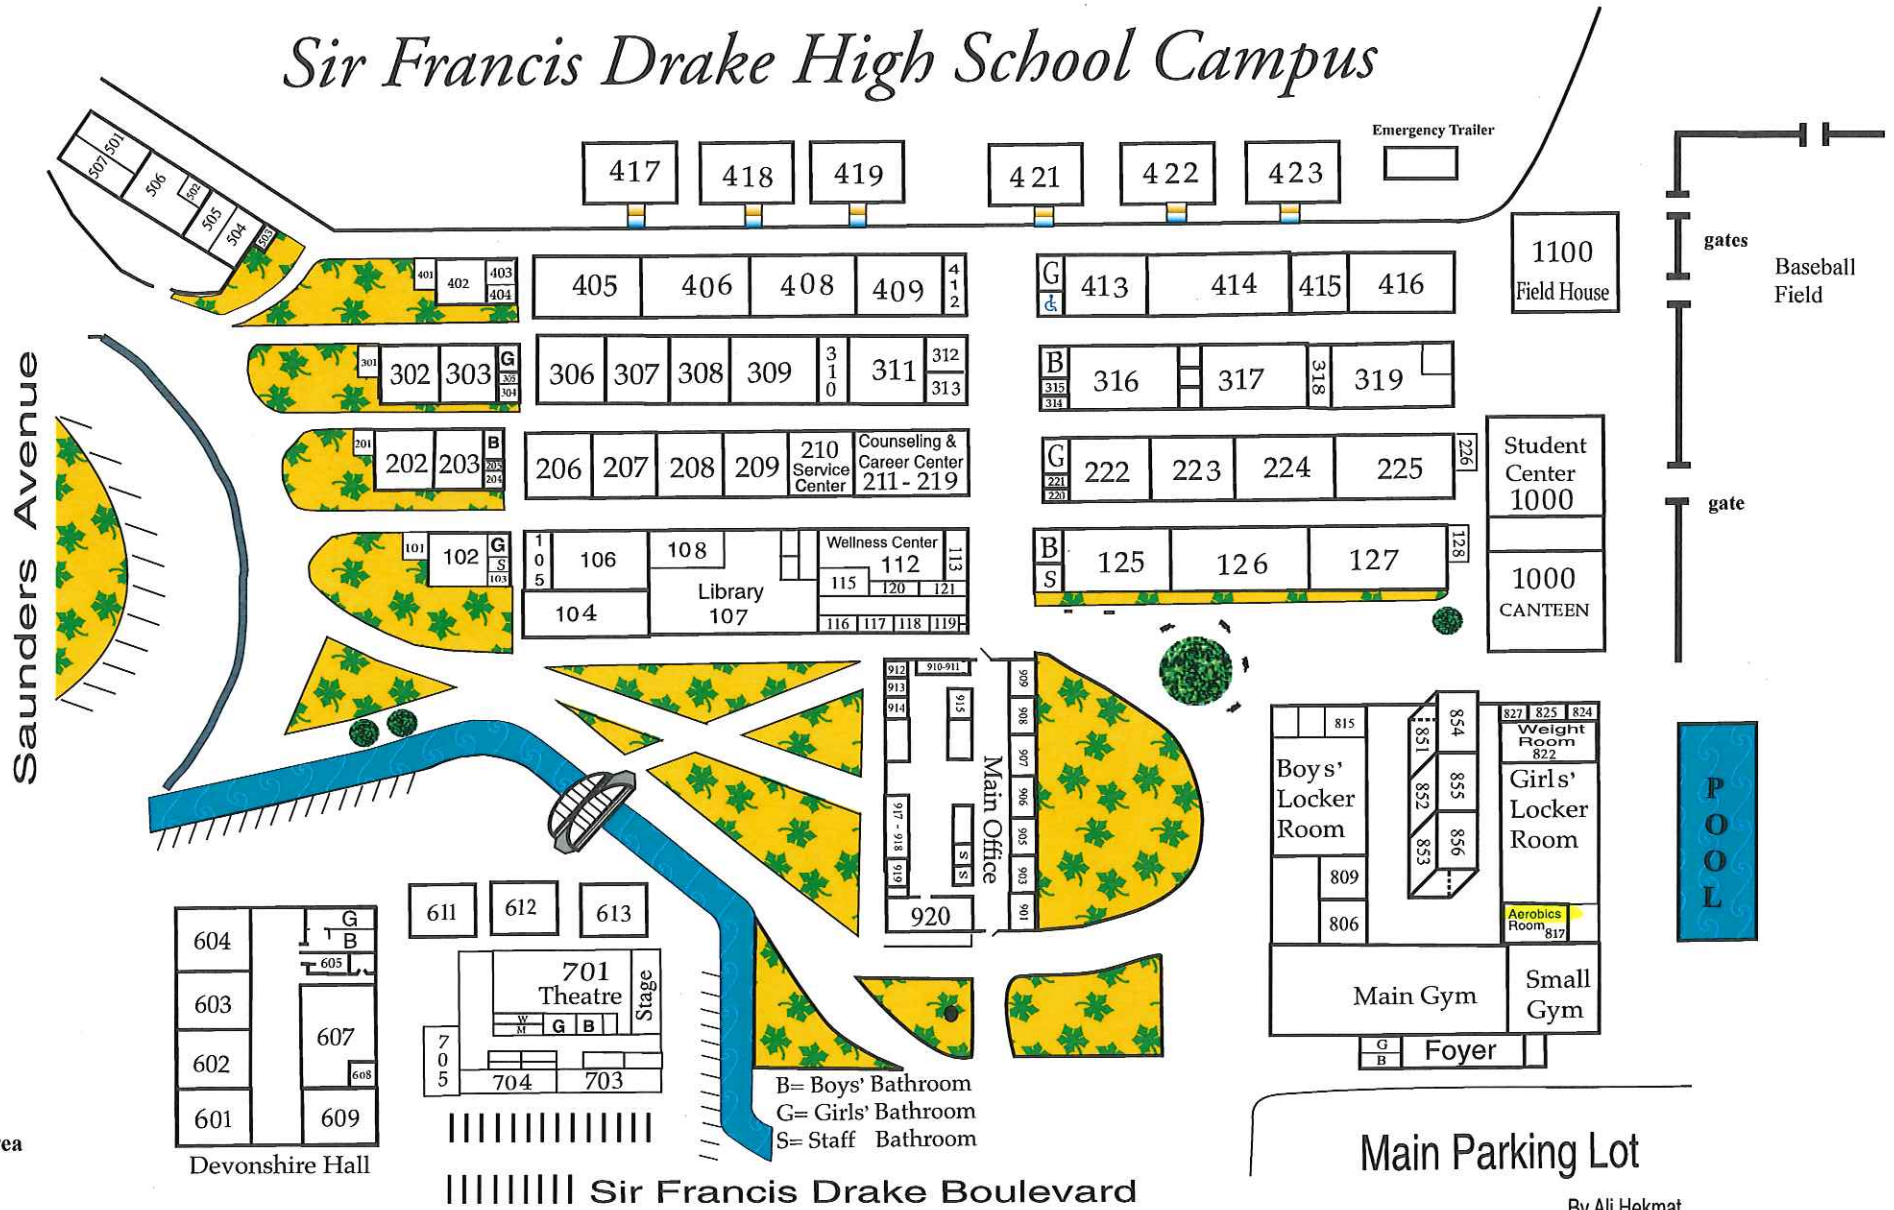 Sir Francis Drake High School Campus
Emergency Trailer
417
418
419
421
422
423
501
507
506
502
505
504
503
1100
Field House
gates
Baseball
Field
401
402
403
404
405
406
408
409
412
G
413
414
415
416
301
302
303
G
305
304
306
307
308
309
310
311
312
313
B
315
314
316
317
318
319
Saunders Avenue
201
202
203
B
205
204
206
207
208
209
210
Service
Center
Counseling &
Career Center
211 - 219
G
221
220
222
223
224
225
226
Student
Center
1000
gate
101
102
G
S
103
105
106
104
108
Library
107
Wellness Center
112
113
115
120
121
116
117
118
119
B
S
125
126
127
128
1000
CANTEEN
912
913
914
910-911
915
917 - 918
919
S
S
920
Main Office
909
908
907
906
905
903
901
815
Boys'
Locker
Room
809
806
851
852
853
854
855
856
827
825
824
Weight
Room
822
Girls'
Locker
Room
Aerobics
Room 817
Main Gym
Small
Gym
G
B
Foyer
POOL
604
603
602
601
G
B
605
607
608
609
Devonshire Hall
611
612
613
701
Theatre
Stage
W
M
G
B
705
704
703
B= Boys' Bathroom
G= Girls' Bathroom
S= Staff Bathroom
rea
Main Parking Lot
Sir Francis Drake Boulevard
By Ali Hekmat